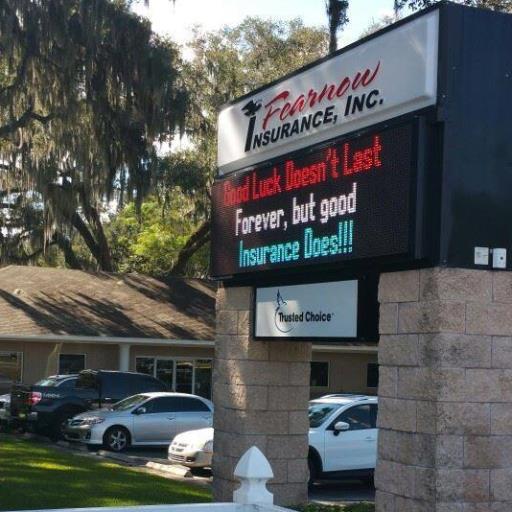 Fearnow
INSURANCE, INC.
Good Luck Doesn't Last
Forever, but good
Insurance Does!!!
Trusted Choice